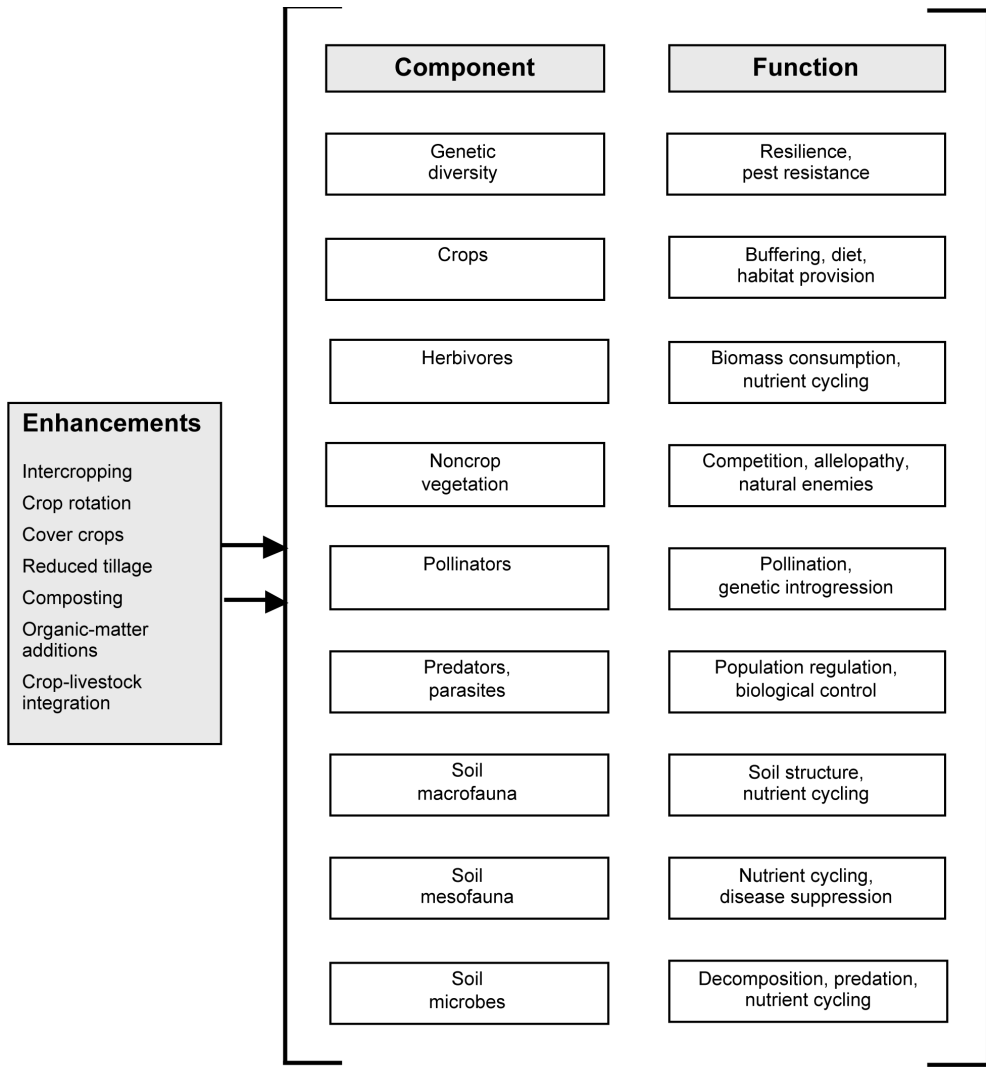 Component
Function
Genetic
diversity
Resilience,
pest resistance
Crops
Buffering, diet,
habitat provision
Herbivores
Biomass consumption,
nutrient cycling
Enhancements
Intercropping
Crop rotation
Cover crops
Reduced tillage
Composting
Organic-matter
additions
Crop-livestock
integration
Noncrop
vegetation
Competition, allelopathy,
natural enemies
Pollinators
Pollination,
genetic introgression
Predators,
parasites
Population regulation,
biological control
Soil
macrofauna
Soil structure,
nutrient cycling
Soil
mesofauna
Nutrient cycling,
disease suppression
Soil
microbes
Decomposition, predation,
nutrient cycling